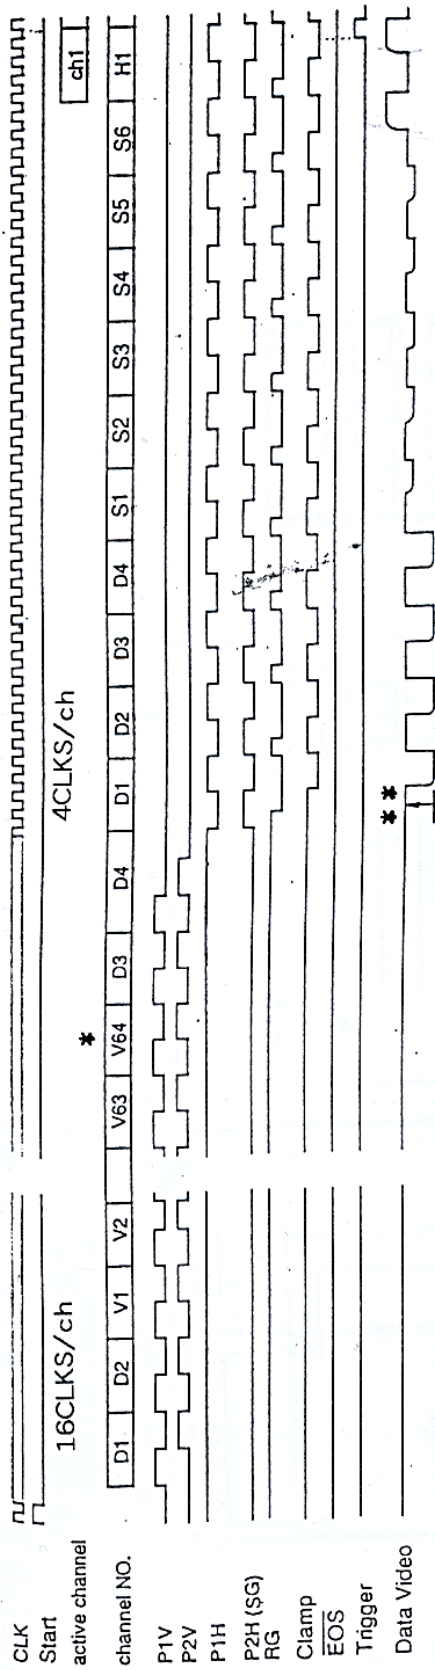 CLK
Start
16CLKS/ch 4CLKS/ch
active channel * ch1
channel NO. D1 D2 V1 V2 V63 V64 D3 D4 D1 D2 D3 D4 S1 S2 S3 S4 S5 S6 H1
P1V
P2V
P1H
P2H (SG)
RG
Clamp
EOS
Trigger
Data Video
**